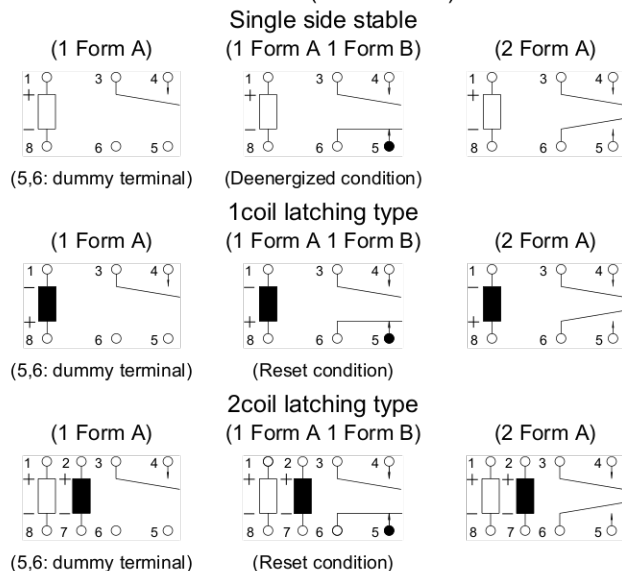 Single side stable
(1 Form A) (1 Form A 1 Form B) (2 Form A)
1 3 4 1 3 4 1 3 4
+ + +
− − −
8 6 5 8 6 5 8 6 5
(5,6: dummy terminal) (Deenergized condition)
1coil latching type
(1 Form A) (1 Form A 1 Form B) (2 Form A)
1 3 4 1 3 4 1 3 4
− − −
+ + +
8 6 5 8 6 5 8 6 5
(5,6: dummy terminal) (Reset condition)
2coil latching type
(1 Form A) (1 Form A 1 Form B) (2 Form A)
1 2 3 4 1 2 3 4 1 2 3 4
+ + + + + +
− − − − − −
8 7 6 5 8 7 6 5 8 7 6 5
(5,6: dummy terminal) (Reset condition)